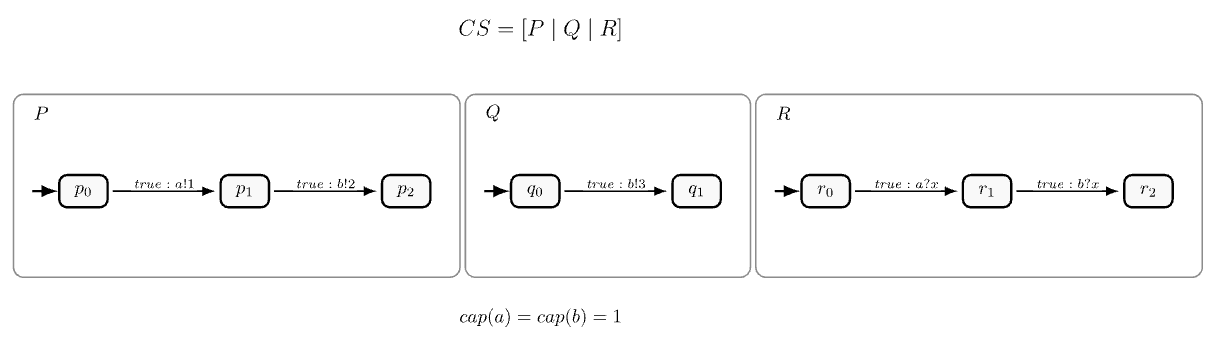 CS = [P | Q | R]
P
p₀ true : a!1 p₁ true : b!2 p₂
Q
q₀ true : b!3 q₁
R
r₀ true : a?x r₁ true : b?x r₂
cap(a) = cap(b) = 1